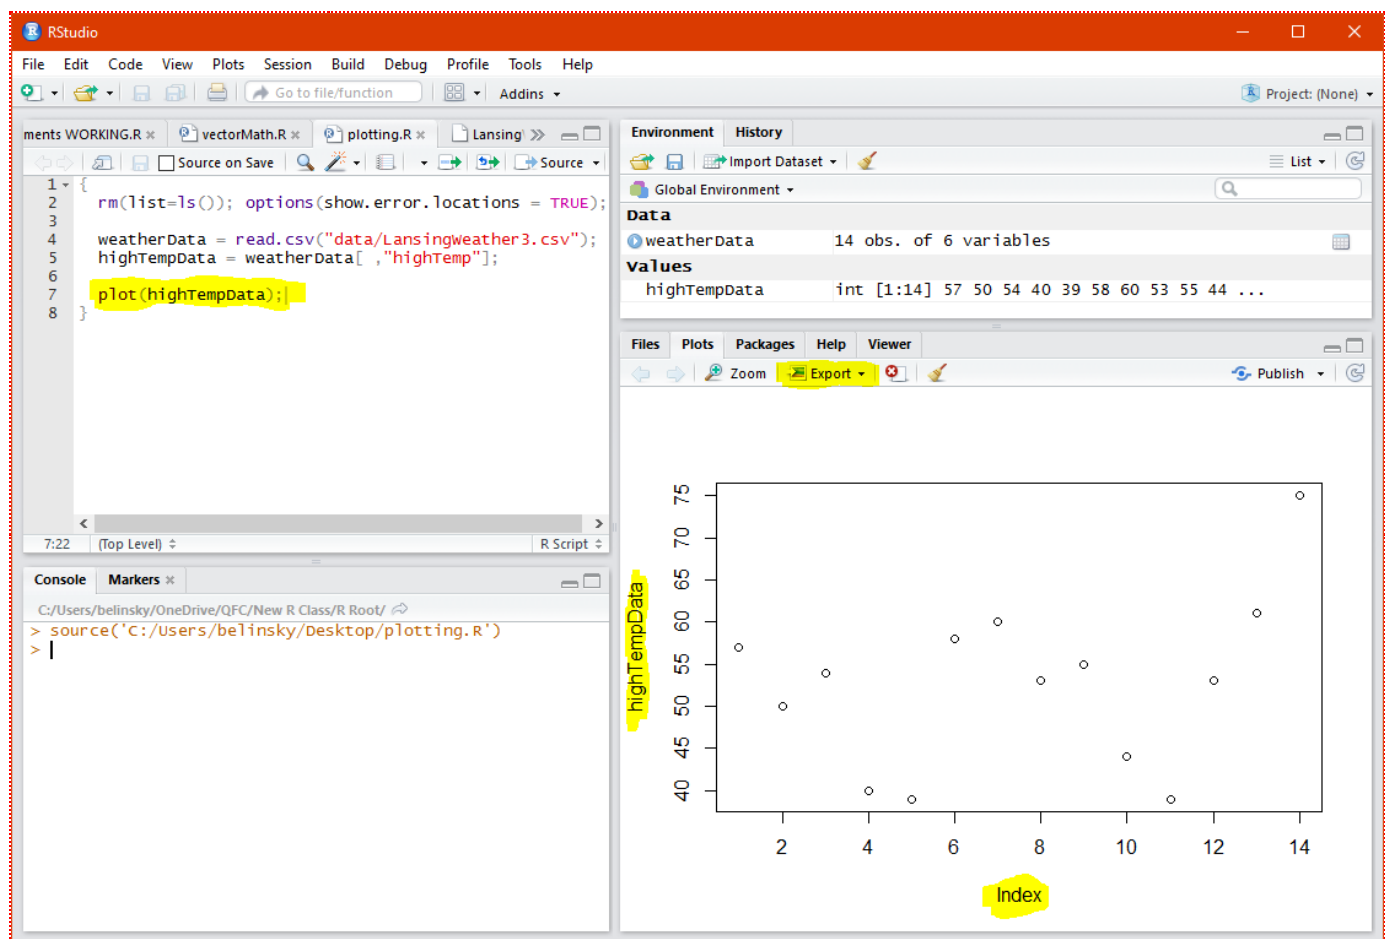 RStudio
File Edit Code View Plots Session Build Debug Profile Tools Help
Go to file/function Addins Project: (None)
ments WORKING.R vectorMath.R plotting.R Lansing
Source on Save Source
1 {
2 rm(list=ls()); options(show.error.locations = TRUE);
3
4 weatherData = read.csv("data/LansingWeather3.csv");
5 highTempData = weatherData[ ,"highTemp"];
6
7 plot(highTempData);
8 }
7:22 (Top Level) R Script
Console Markers
C:/Users/belinsky/OneDrive/QFC/New R Class/R Root/
> source('C:/Users/belinsky/Desktop/plotting.R')
>
Environment History
Import Dataset List
Global Environment
Data
weatherData 14 obs. of 6 variables
Values
highTempData int [1:14] 57 50 54 40 39 58 60 53 55 44 ...
Files Plots Packages Help Viewer
Zoom Export Publish
highTempData
75
70
65
60
55
50
45
40
2 4 6 8 10 12 14
Index